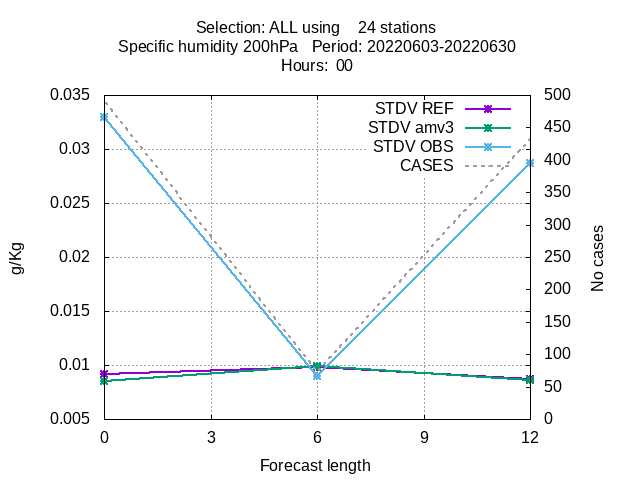 Selection: ALL using    24 stations
Specific humidity 200hPa   Period: 20220603-20220630
Hours:  00
STDV REF
STDV amv3
STDV OBS
CASES
g/Kg
0.035
0.03
0.025
0.02
0.015
0.01
0.005
500
450
400
350
300
250
200
150
100
50
0
No cases
0 3 6 9 12
Forecast length